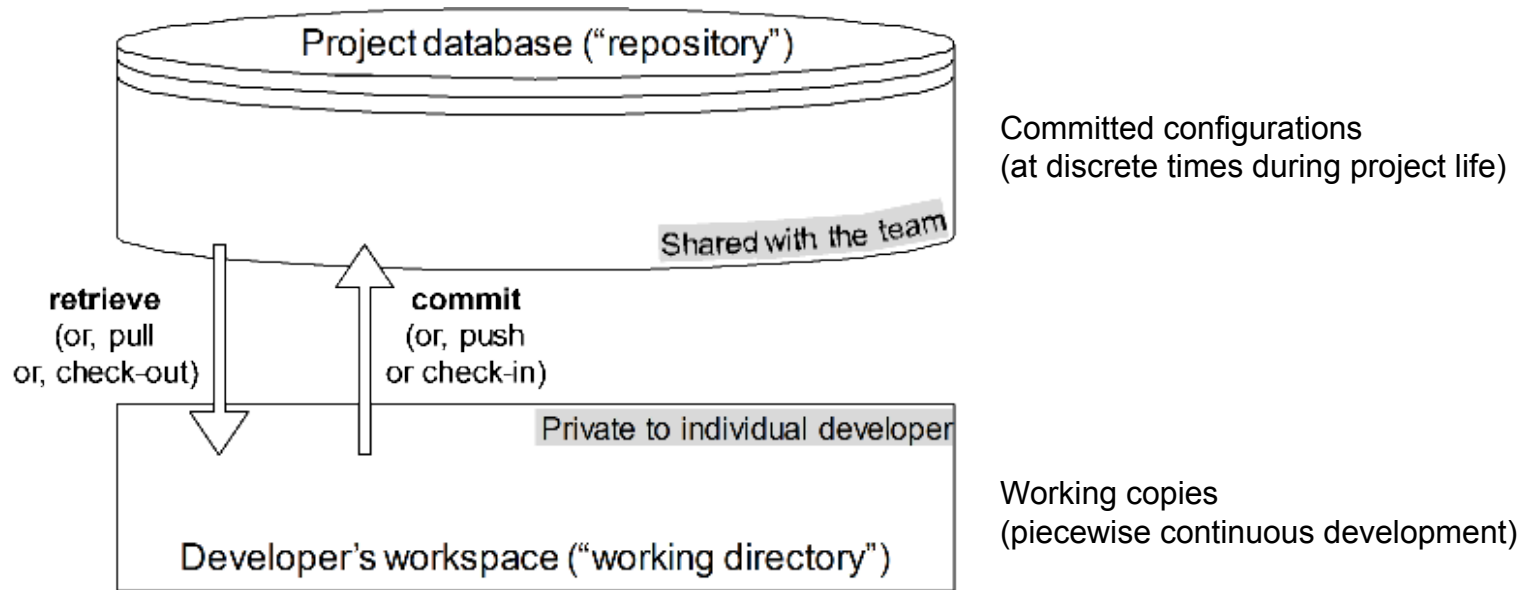 Project database (“repository”)
Committed configurations
(at discrete times during project life)
Shared with the team
retrieve
(or, pull
or, check-out)
commit
(or, push
or check-in)
Private to individual developer
Working copies
(piecewise continuous development)
Developer’s workspace (“working directory”)